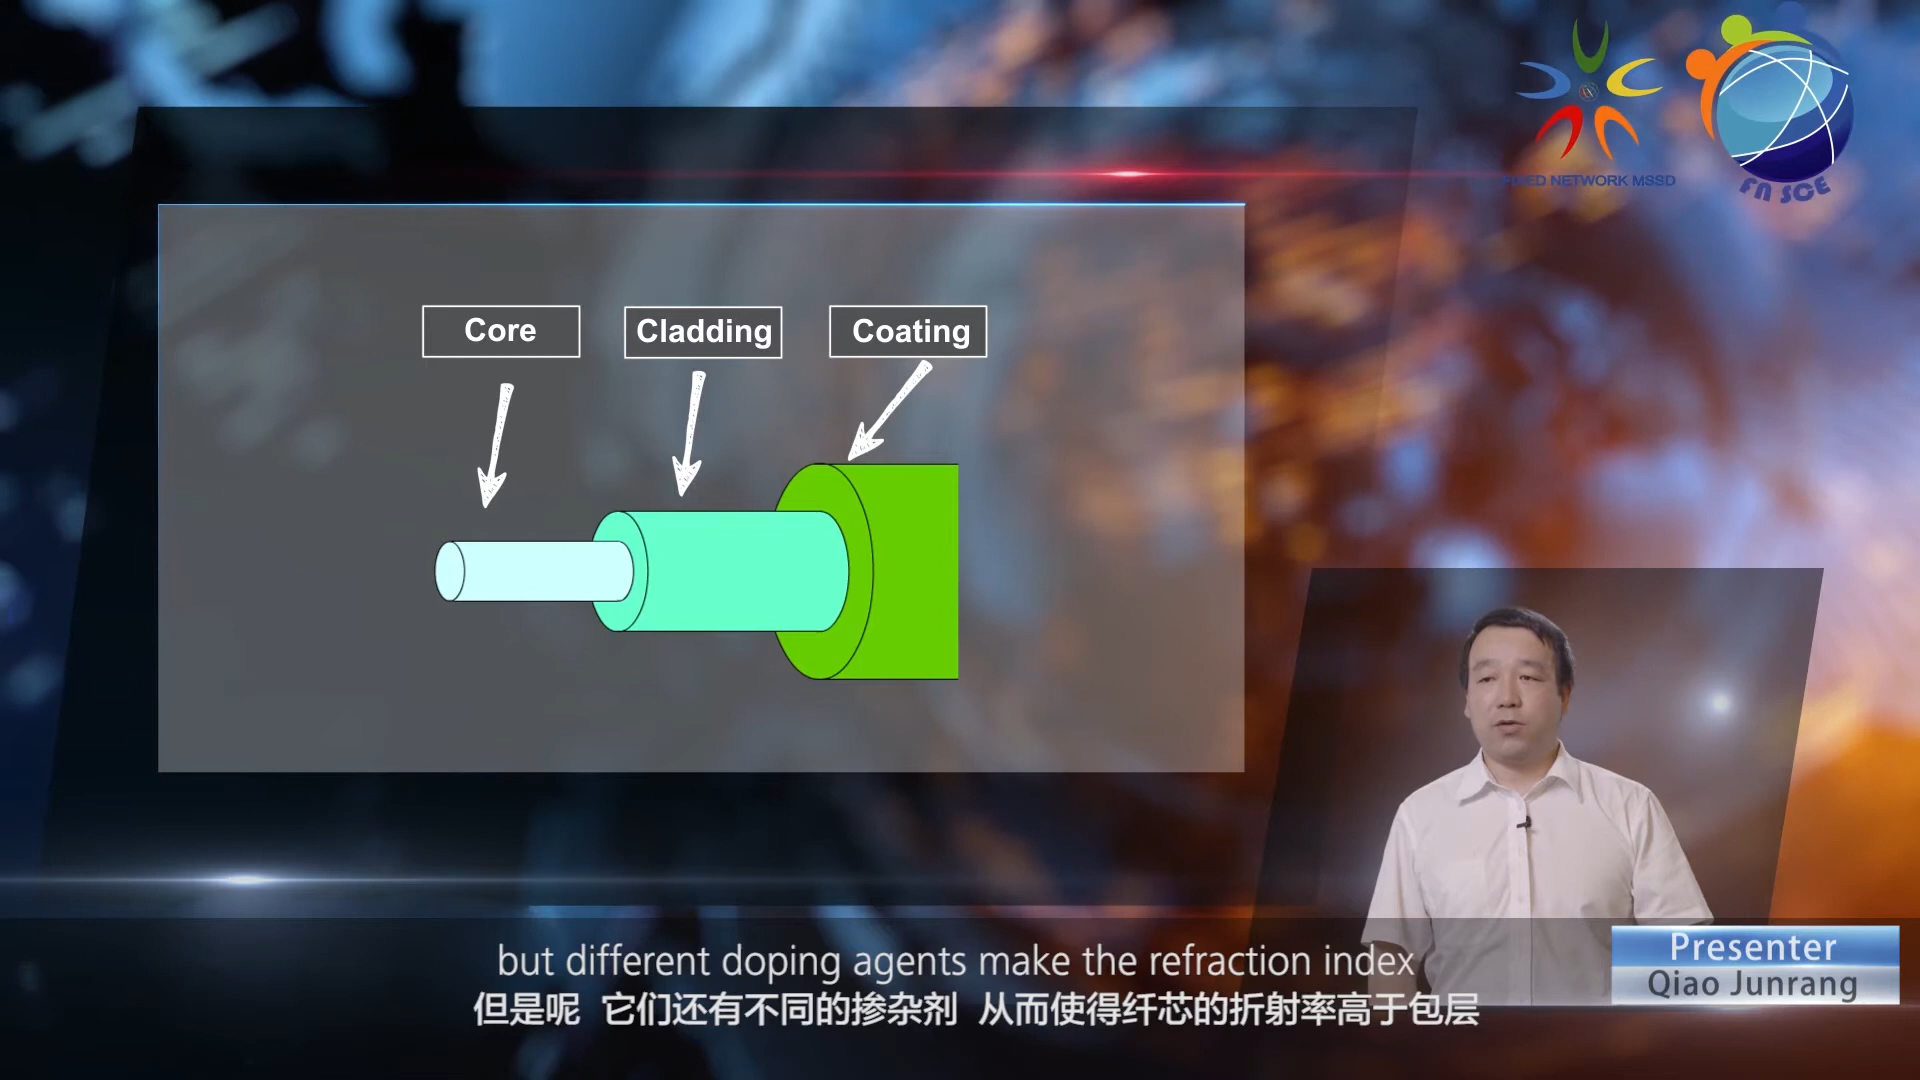 NETWORK MSSD
FN SCE
Core
Cladding
Coating
but different doping agents make the refraction index
但是呢 它们还有不同的掺杂剂 从而使得纤芯的折射率高于包层
Presenter
Qiao Junrang